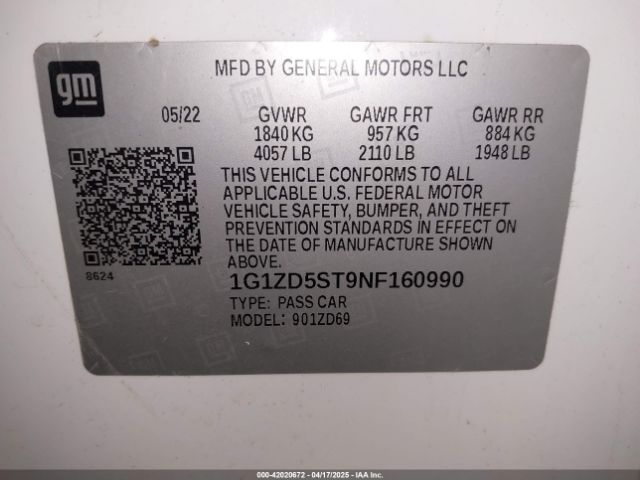 gm
MFD BY GENERAL MOTORS LLC
05/22 GVWR GAWR FRT GAWR RR
1840 KG 957 KG 884 KG
4057 LB 2110 LB 1948 LB
THIS VEHICLE CONFORMS TO ALL
APPLICABLE U.S. FEDERAL MOTOR
VEHICLE SAFETY, BUMPER, AND THEFT
PREVENTION STANDARDS IN EFFECT ON
THE DATE OF MANUFACTURE SHOWN
ABOVE.
8624
1G1ZD5ST9NF160990
TYPE: PASS CAR
MODEL: 901ZD69
000-42020672 - 04/17/2025 - IAA Inc.